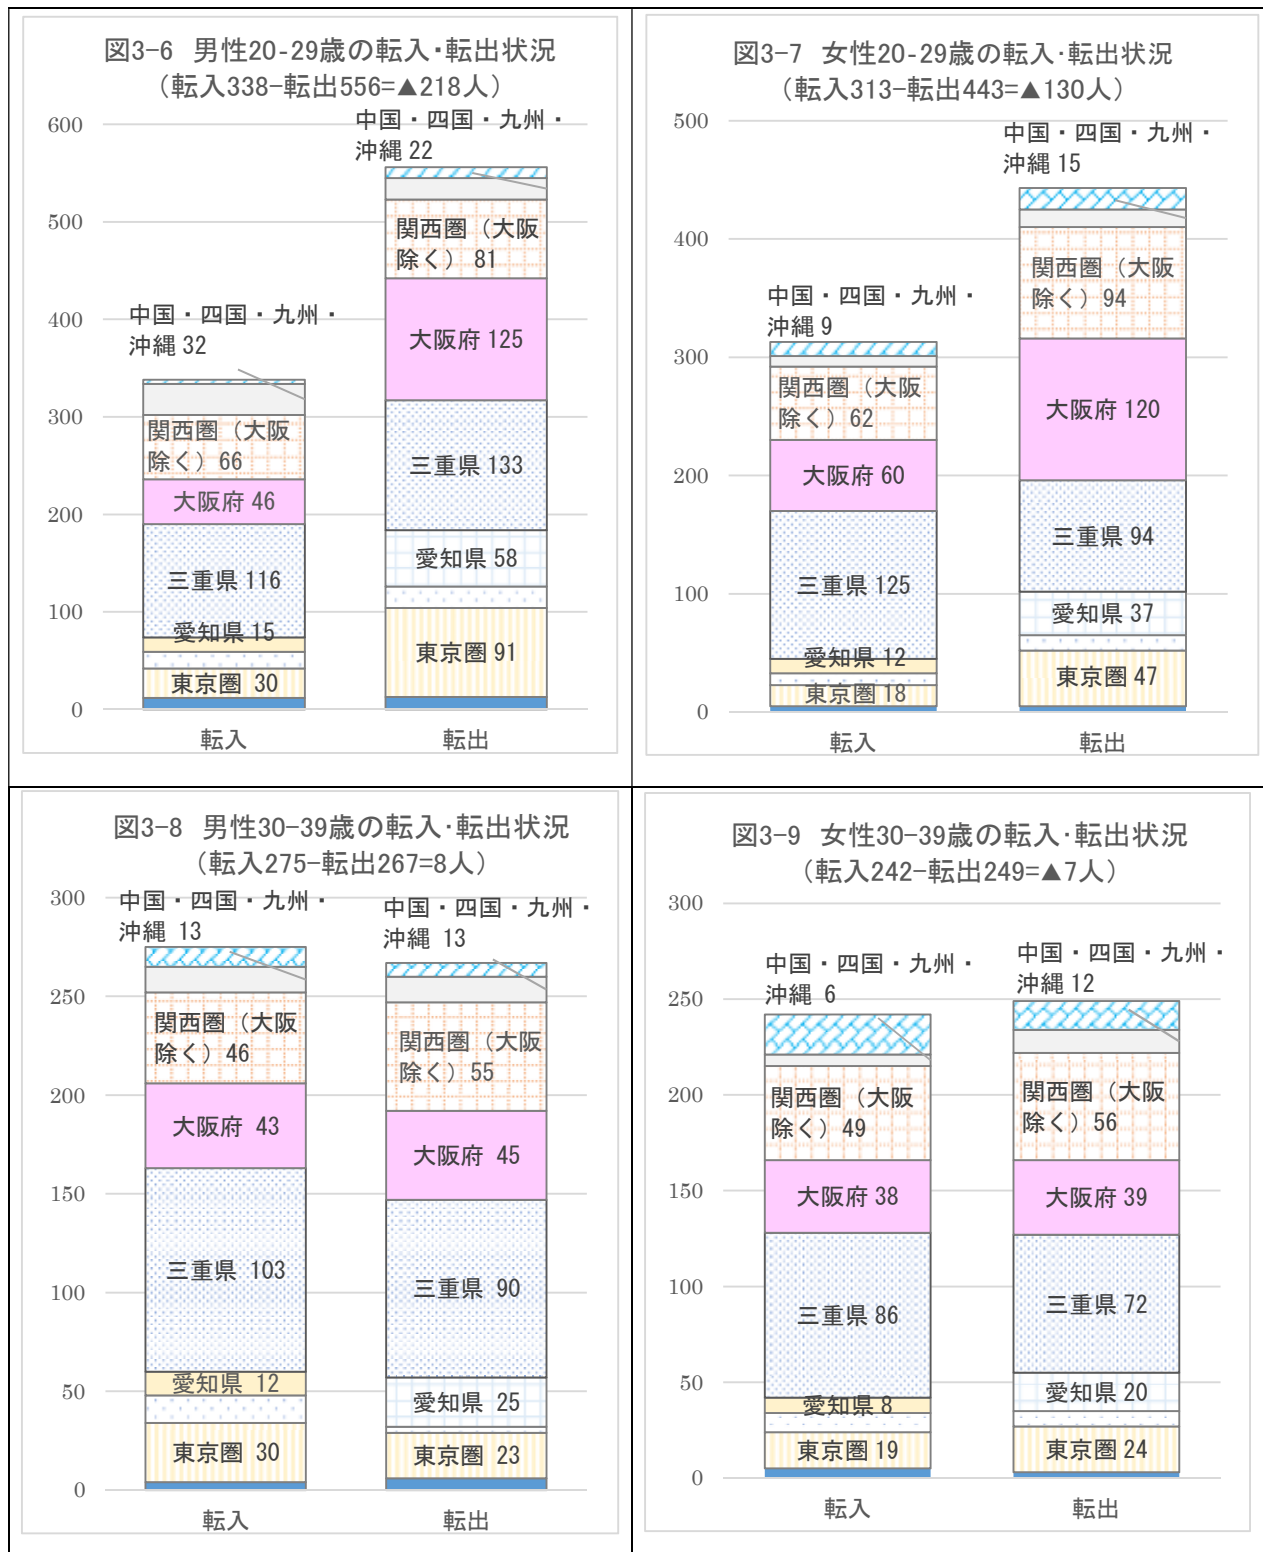 図3-6 男性20-29歳の転入・転出状況
（転入338-転出556=▲218人）
600
500
400
300
200
100
0
中国・四国・九州・
沖縄 32
関西圏（大阪
除く）66
大阪府 46
三重県 116
愛知県 15
東京圏 30
転入
中国・四国・九州・
沖縄 22
関西圏（大阪
除く）81
大阪府 125
三重県 133
愛知県 58
東京圏 91
転出
図3-7 女性20-29歳の転入・転出状況
（転入313-転出443=▲130人）
500
400
300
200
100
0
中国・四国・九州・
沖縄 9
関西圏（大阪
除く）62
大阪府 60
三重県 125
愛知県 12
東京圏 18
転入
中国・四国・九州・
沖縄 15
関西圏（大阪
除く）94
大阪府 120
三重県 94
愛知県 37
東京圏 47
転出
図3-8 男性30-39歳の転入・転出状況
（転入275-転出267=8人）
300
250
200
150
100
50
0
中国・四国・九州・
沖縄 13
関西圏（大阪
除く）46
大阪府 43
三重県 103
愛知県 12
東京圏 30
転入
中国・四国・九州・
沖縄 13
関西圏（大阪
除く）55
大阪府 45
三重県 90
愛知県 25
東京圏 23
転出
図3-9 女性30-39歳の転入・転出状況
（転入242-転出249=▲7人）
300
250
200
150
100
50
0
中国・四国・九州・
沖縄 6
関西圏（大阪
除く）49
大阪府 38
三重県 86
愛知県 8
東京圏 19
転入
中国・四国・九州・
沖縄 12
関西圏（大阪
除く）56
大阪府 39
三重県 72
愛知県 20
東京圏 24
転出